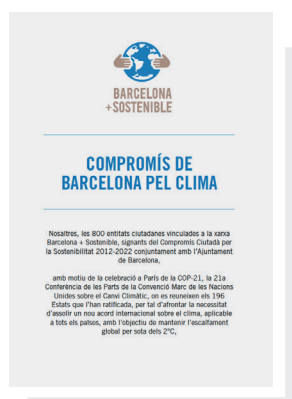 BARCELONA
+SOSTENIBLE
COMPROMÍS DE
BARCELONA PEL CLIMA
Nosaltres, les 800 entitats ciutadanes vinculades a la xarxa
Barcelona + Sostenible, signants del Compromís Ciutadà per
la Sostenibilitat 2012-2022 conjuntament amb l'Ajuntament
de Barcelona,
amb motiu de la celebració a París de la COP-21, la 21a
Conferència de les Parts de la Convenció Marc de les Nacions
Unides sobre el Canvi Climàtic, on es reuneixen els 196
Estats que l'han ratificada, per tal d'afrontar la necessitat
d'assolir un nou acord internacional sobre el clima, aplicable
a tots els països, amb l'objectiu de mantenir l'escalfament
global per sota dels 2°C,